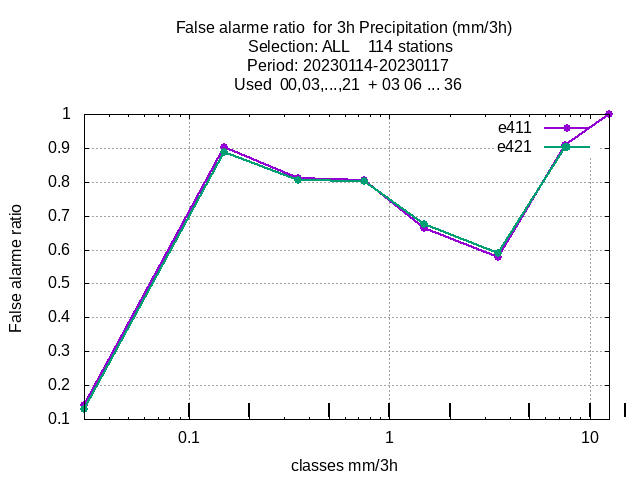 False alarme ratio  for 3h Precipitation (mm/3h)
Selection: ALL    114 stations
Period: 20230114-20230117
Used  00,03,...,21  + 03 06 ... 36
e411
e421
1
0.9
0.8
0.7
0.6
0.5
0.4
0.3
0.2
0.1
False alarme ratio
0.1
1
10
classes mm/3h